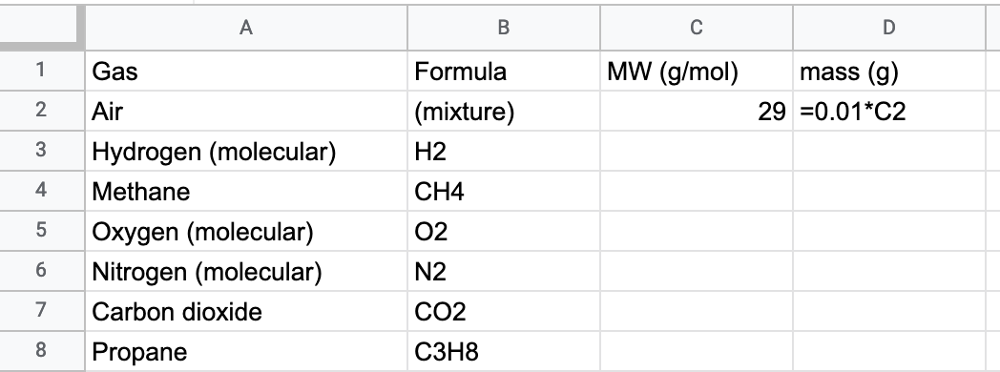 A B C D
1 Gas Formula MW (g/mol) mass (g)
2 Air (mixture) 29 =0.01*C2
3 Hydrogen (molecular) H2
4 Methane CH4
5 Oxygen (molecular) O2
6 Nitrogen (molecular) N2
7 Carbon dioxide CO2
8 Propane C3H8